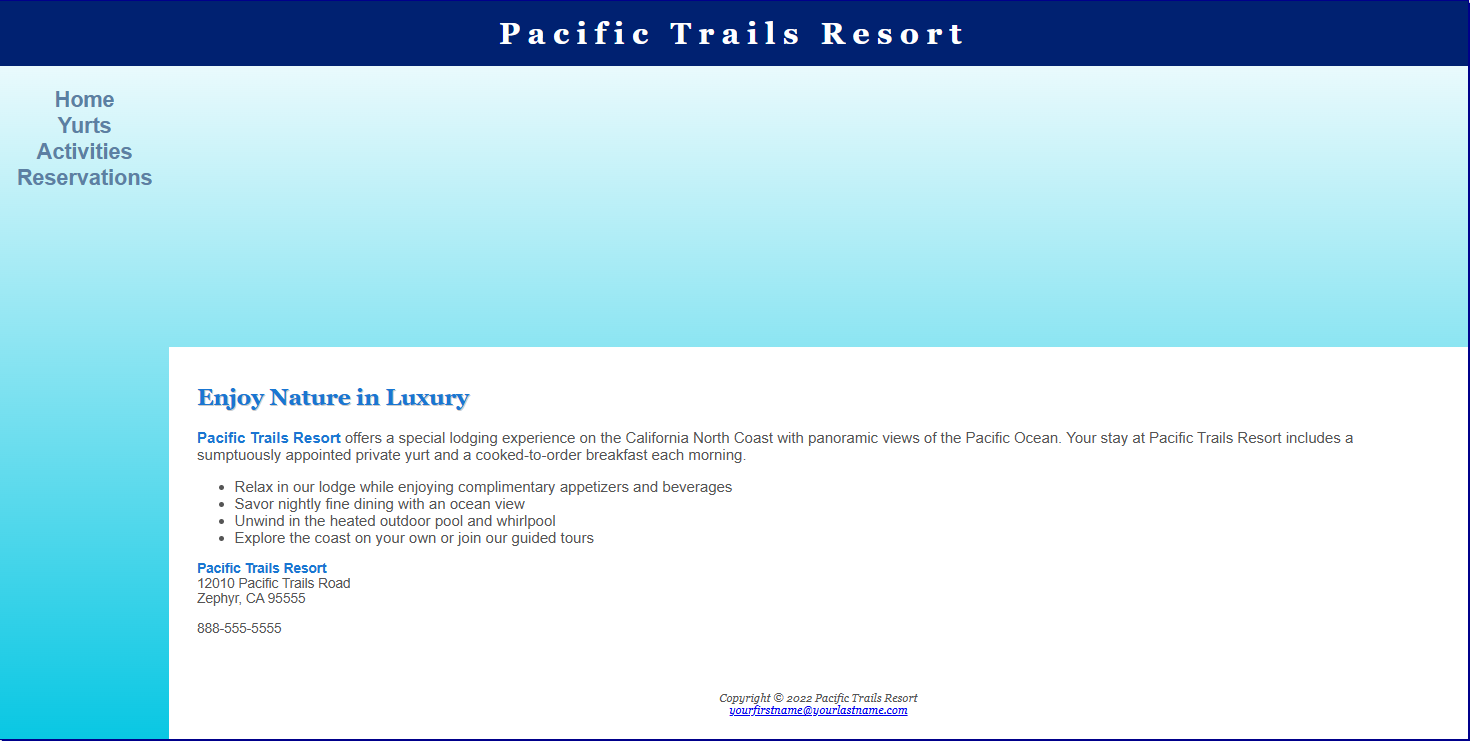 Pacific Trails Resort
Home
Yurts
Activities
Reservations
Enjoy Nature in Luxury
Pacific Trails Resort offers a special lodging experience on the California North Coast with panoramic views of the Pacific Ocean. Your stay at Pacific Trails Resort includes a
sumptuously appointed private yurt and a cooked-to-order breakfast each morning.
• Relax in our lodge while enjoying complimentary appetizers and beverages
• Savor nightly fine dining with an ocean view
• Unwind in the heated outdoor pool and whirlpool
• Explore the coast on your own or join our guided tours
Pacific Trails Resort
12010 Pacific Trails Road
Zephyr, CA 95555
888-555-5555
Copyright © 2022 Pacific Trails Resort
yourfirstname@yourlastname.com